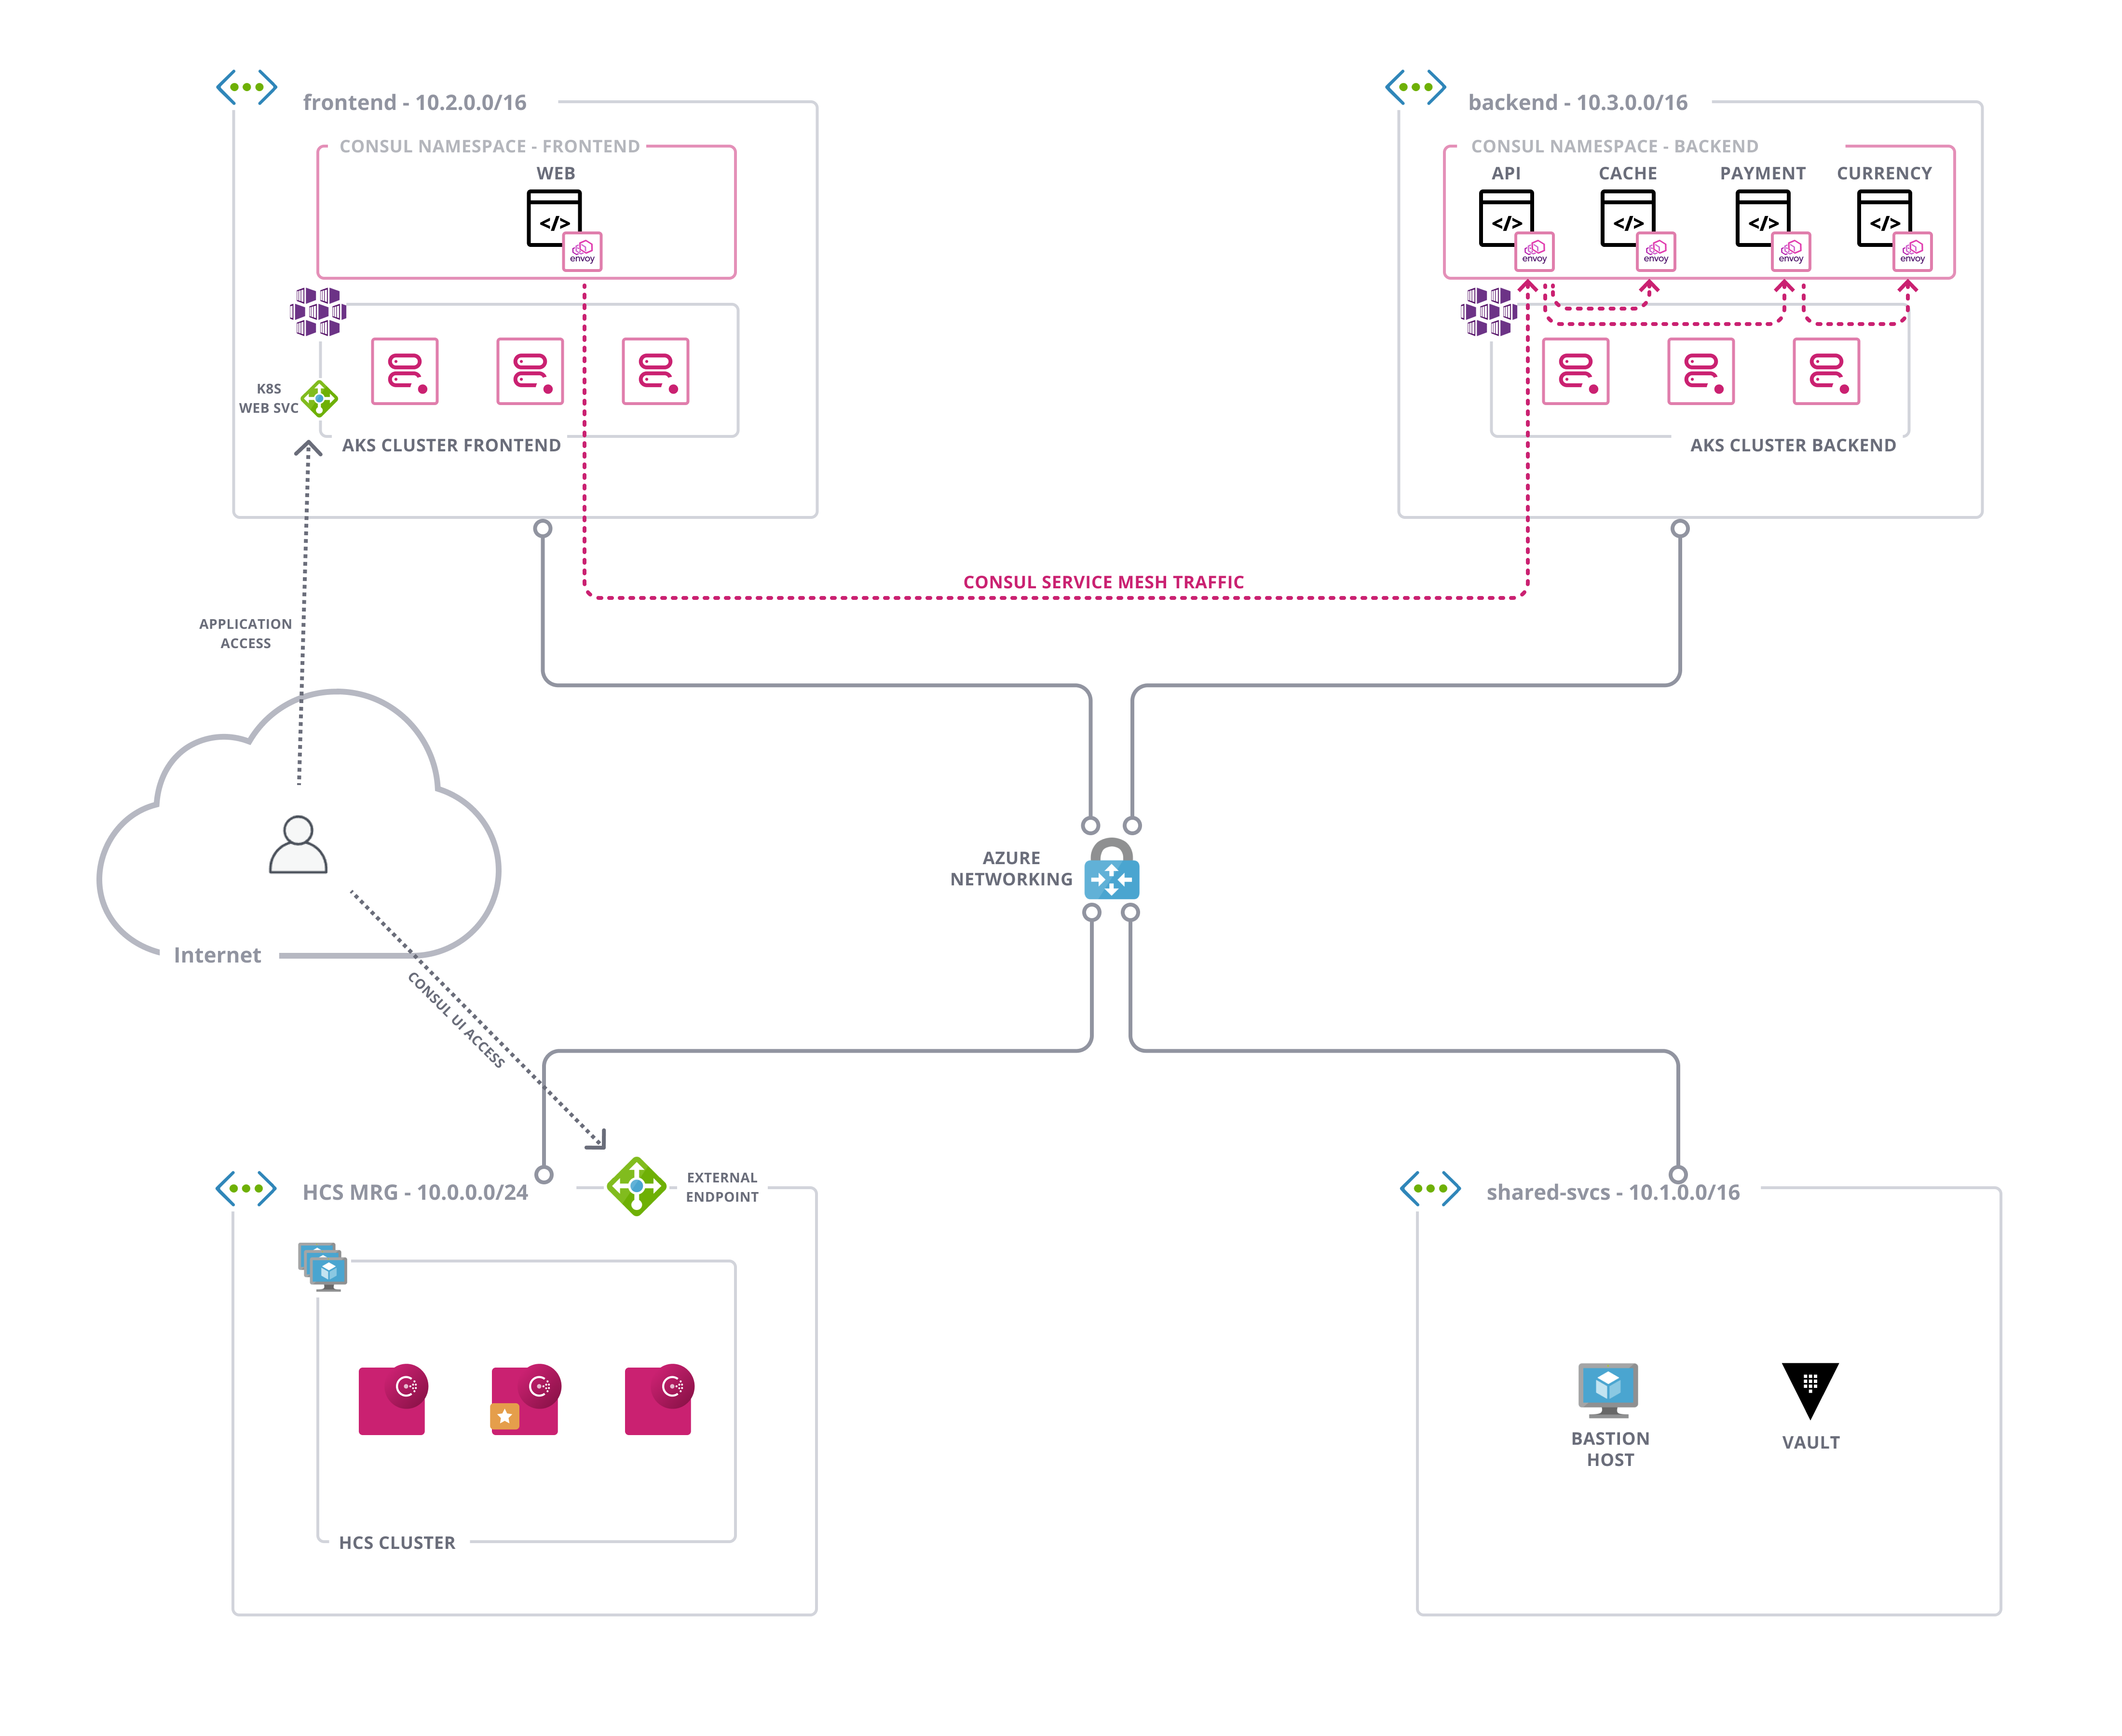 frontend - 10.2.0.0/16
CONSUL NAMESPACE - FRONTEND
WEB
</>
envoy
K8S
WEB SVC
AKS CLUSTER FRONTEND
backend - 10.3.0.0/16
CONSUL NAMESPACE - BACKEND
API
CACHE
PAYMENT
CURRENCY
</>
</>
</>
</>
envoy
envoy
envoy
envoy
AKS CLUSTER BACKEND
CONSUL SERVICE MESH TRAFFIC
APPLICATION
ACCESS
Internet
CONSUL UI ACCESS
AZURE
NETWORKING
HCS MRG - 10.0.0.0/24
EXTERNAL
ENDPOINT
HCS CLUSTER
shared-svcs - 10.1.0.0/16
BASTION
HOST
VAULT